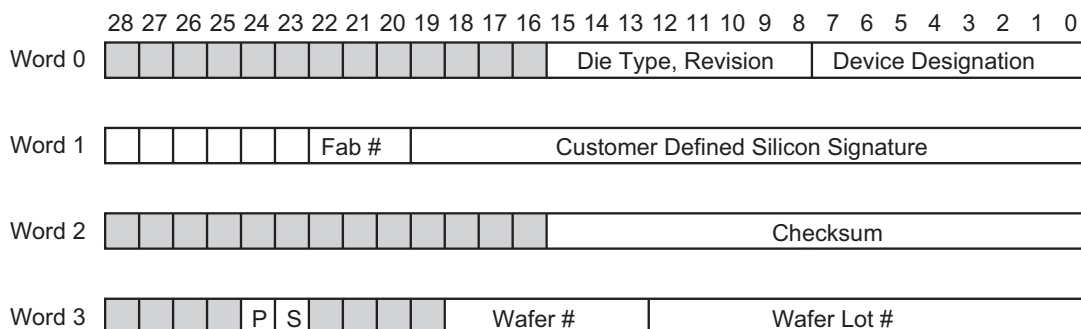 28 27 26 25 24 23 22 21 20 19 18 17 16 15 14 13 12 11 10 9 8 7 6 5 4 3 2 1 0
Word 0 Die Type, Revision Device Designation
Word 1 Fab # Customer Defined Silicon Signature
Word 2 Checksum
Word 3 P S Wafer # Wafer Lot #